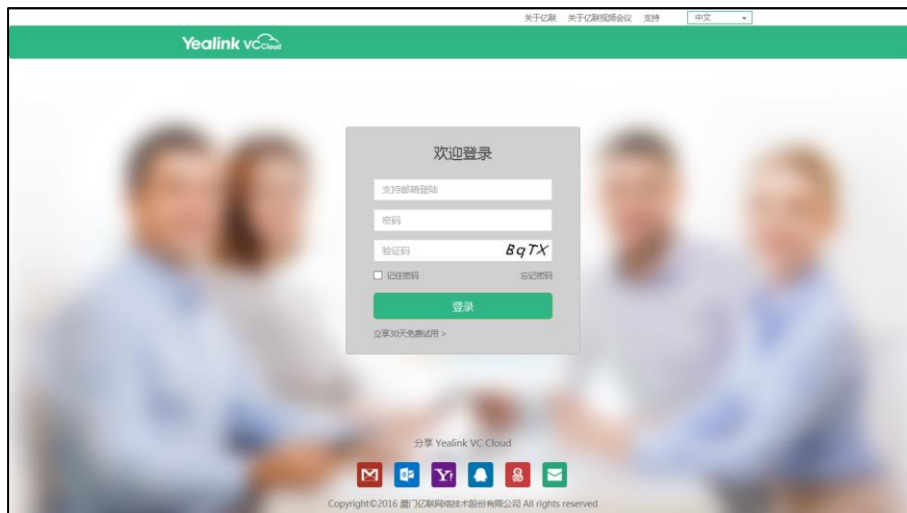 关于亿联 关于亿联视频会议 支持 中文
Yealink VCCloud
欢迎登录
支持邮箱登陆
密码
验证码 BqTX
记住密码 忘记密码
登录
立享30天免费试用 >
分享 Yealink VC Cloud
Copyright©2016 厦门亿联网络技术股份有限公司 All rights reserved